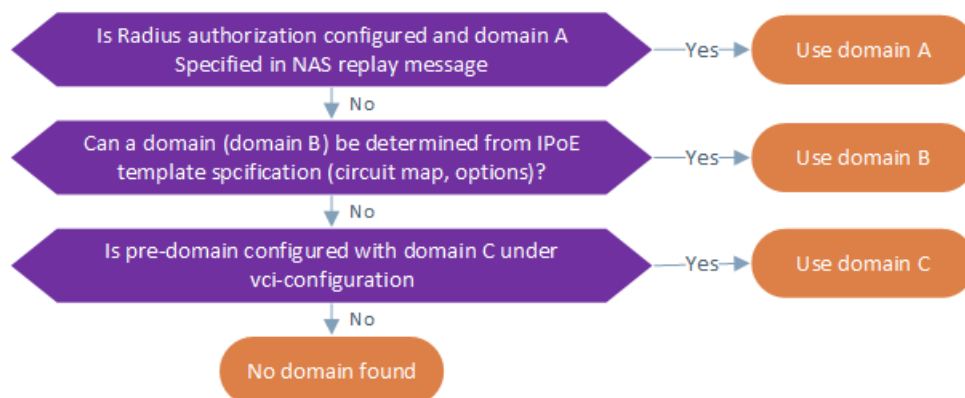 Is Radius authorization configured and domain A
Specified in NAS replay message
Yes
Use domain A
No
Can a domain (domain B) be determined from IPoE
template spcification (circuit map, options)?
Yes
Use domain B
No
Is pre-domain configured with domain C under
vci-configuration
Yes
Use domain C
No
No domain found